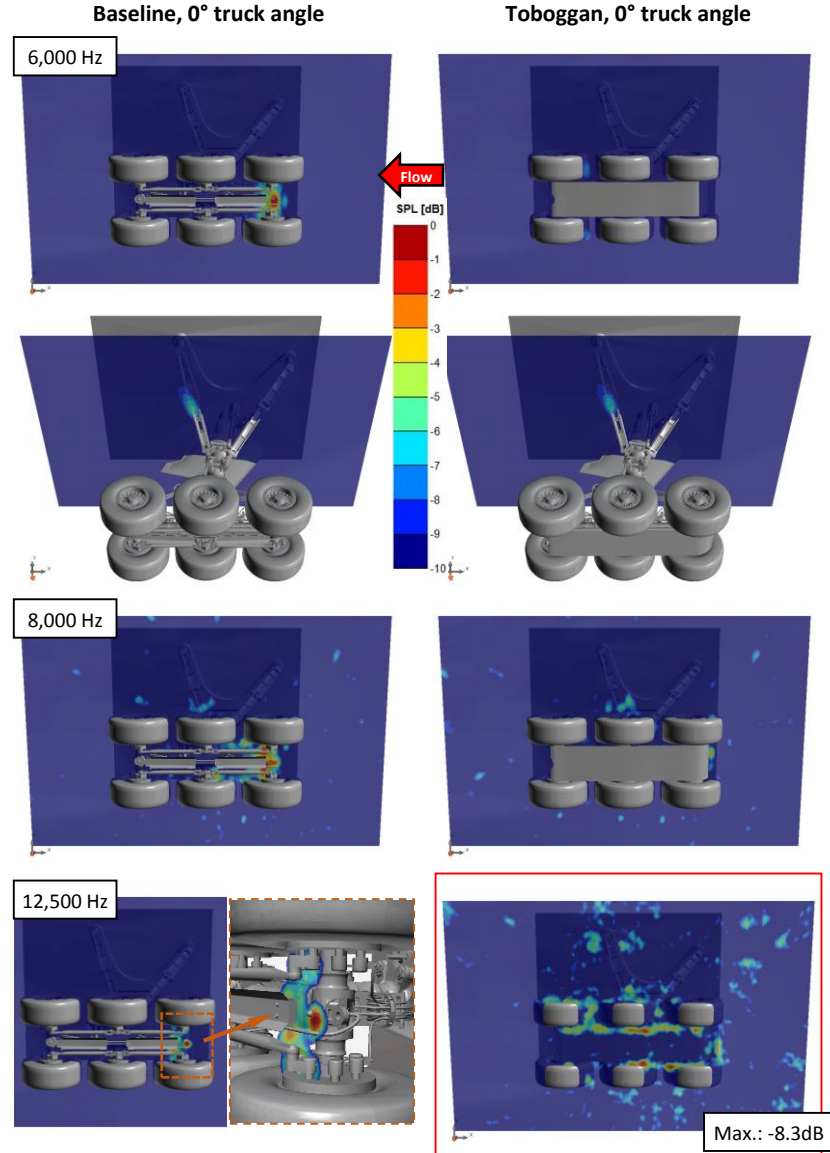 Baseline, 0° truck angle
Toboggan, 0° truck angle
6,000 Hz
Flow
SPL [dB]
0
-1
-2
-3
-4
-5
-6
-7
-8
-9
-10
8,000 Hz
12,500 Hz
Max.: -8.3dB